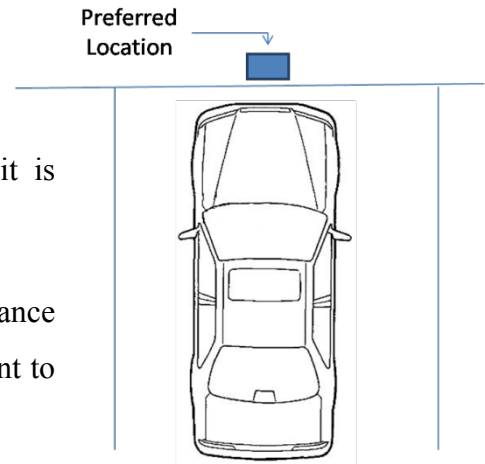 Preferred
Location
it is
ance
nt to